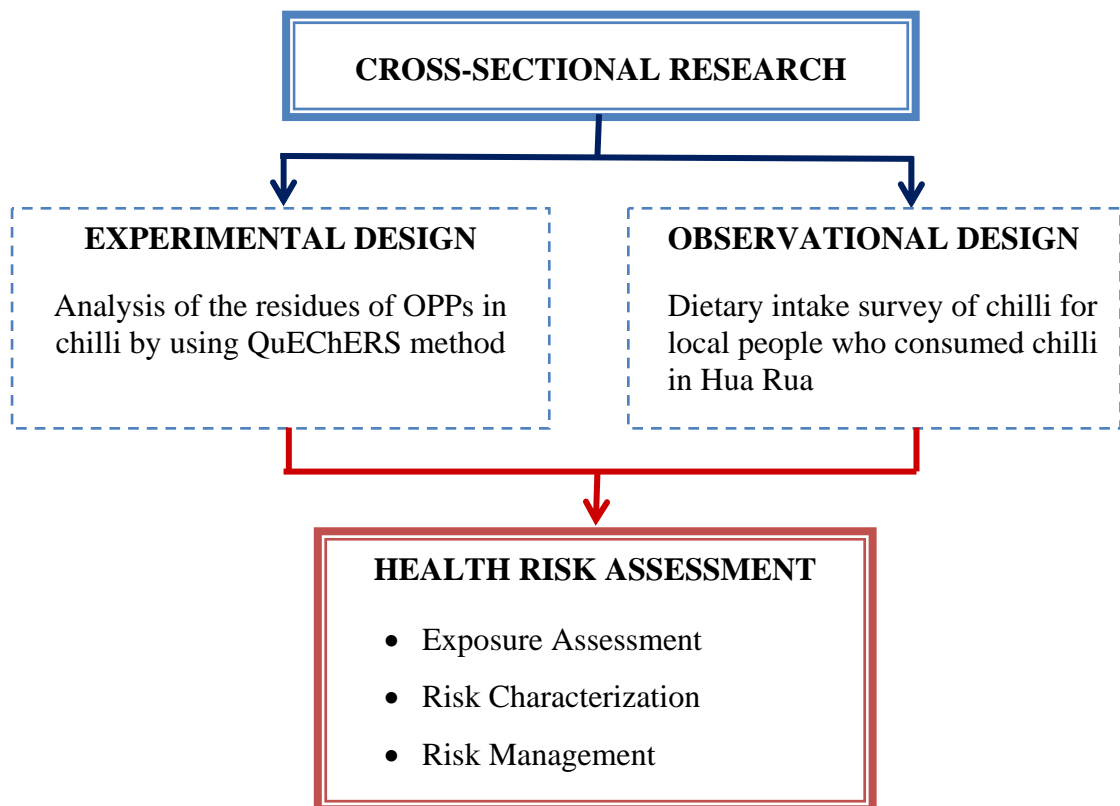 CROSS-SECTIONAL RESEARCH
EXPERIMENTAL DESIGN
Analysis of the residues of OPPs in
chilli by using QuEChERS method
OBSERVATIONAL DESIGN
Dietary intake survey of chilli for
local people who consumed chilli
in Hua Rua
HEALTH RISK ASSESSMENT
• Exposure Assessment
• Risk Characterization
• Risk Management